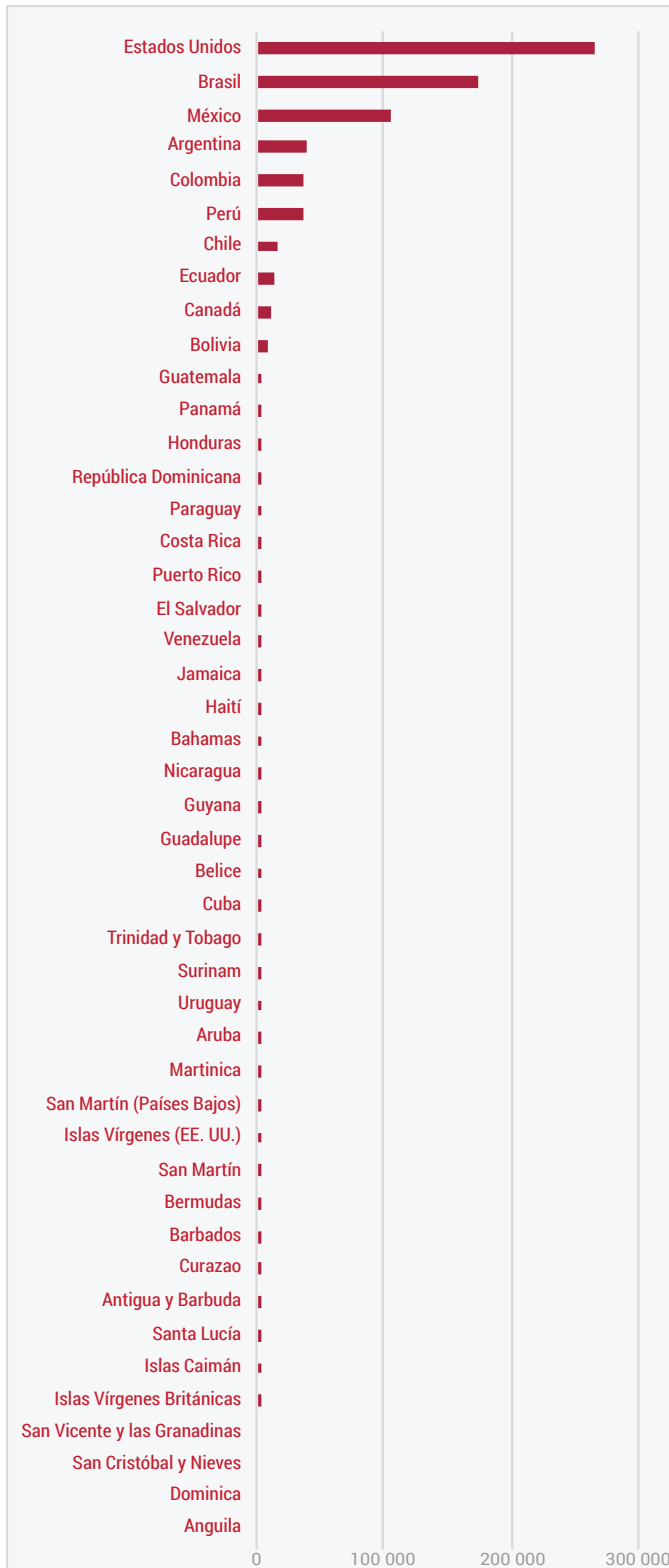 Estados Unidos
Brasil
México
Argentina
Colombia
Perú
Chile
Ecuador
Canadá
Bolivia
Guatemala
Panamá
Honduras
República Dominicana
Paraguay
Costa Rica
Puerto Rico
El Salvador
Venezuela
Jamaica
Haití
Bahamas
Nicaragua
Guyana
Guadalupe
Belice
Cuba
Trinidad y Tobago
Surinam
Uruguay
Aruba
Martinica
San Martín (Países Bajos)
Islas Vírgenes (EE. UU.)
San Martín
Bermudas
Barbados
Curazao
Antigua y Barbuda
Santa Lucía
Islas Caimán
Islas Vírgenes Británicas
San Vicente y las Granadinas
San Cristóbal y Nieves
Dominica
Anguila
0 100 000 200 000 300 000